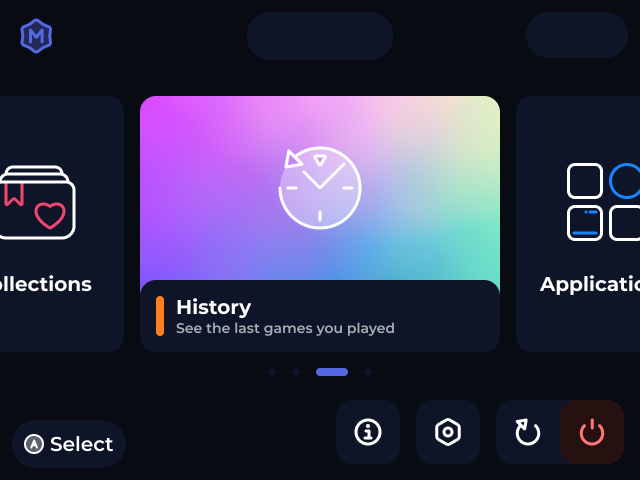 M
ollections
History
See the last games you played
Applicatio
A Select